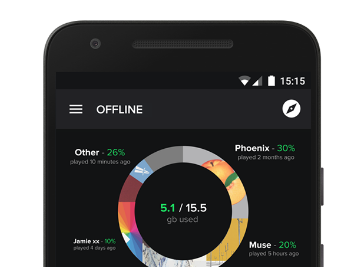 15:15
OFFLINE
Other - 26%
played 10 minutes ago
Phoenix - 30%
played 2 months ago
5.1 / 15.5
gb used
Jamie xx - 10%
played 4 days ago
Muse - 20%
played 5 hours ago